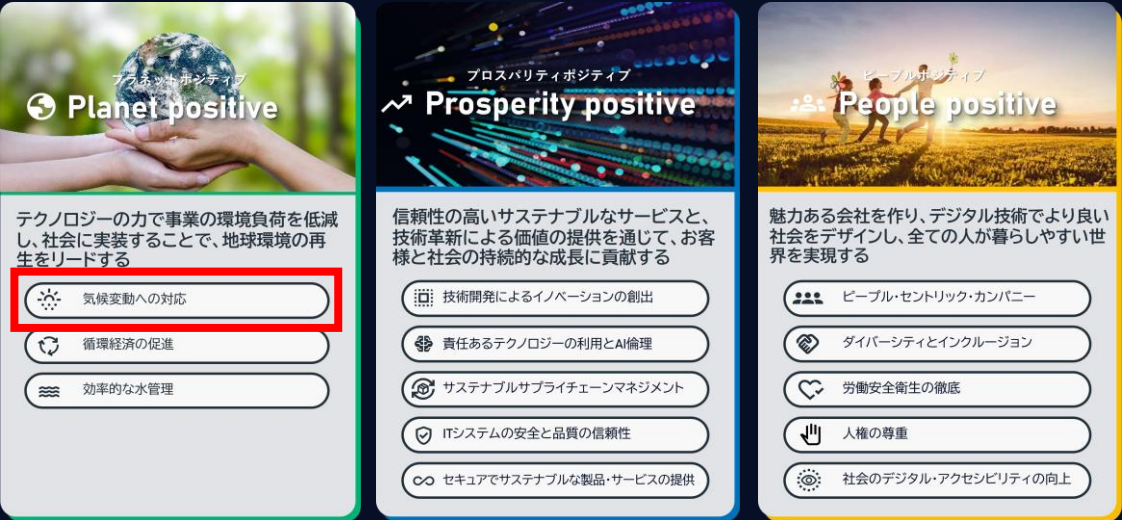 プラネットポジティブ
Planet positive
テクノロジーの力で事業の環境負荷を低減
し、社会に実装することで、地球環境の再
生をリードする
気候変動への対応
循環経済の促進
効率的な水管理
プロスパリティポジティブ
Prosperity positive
信頼性の高いサステナブルなサービスと、
技術革新による価値の提供を通じて、お客
様と社会の持続的な成長に貢献する
技術開発によるイノベーションの創出
責任あるテクノロジーの利用とAI倫理
サステナブルサプライチェーンマネジメント
ITシステムの安全と品質の信頼性
セキュアでサステナブルな製品・サービスの提供
ピープルポジティブ
People positive
魅力ある会社を作り、デジタル技術でより良い
社会をデザインし、全ての人が暮らしやすい世
界を実現する
ピープル・セントリック・カンパニー
ダイバーシティとインクルージョン
労働安全衛生の徹底
人権の尊重
社会のデジタル・アクセシビリティの向上